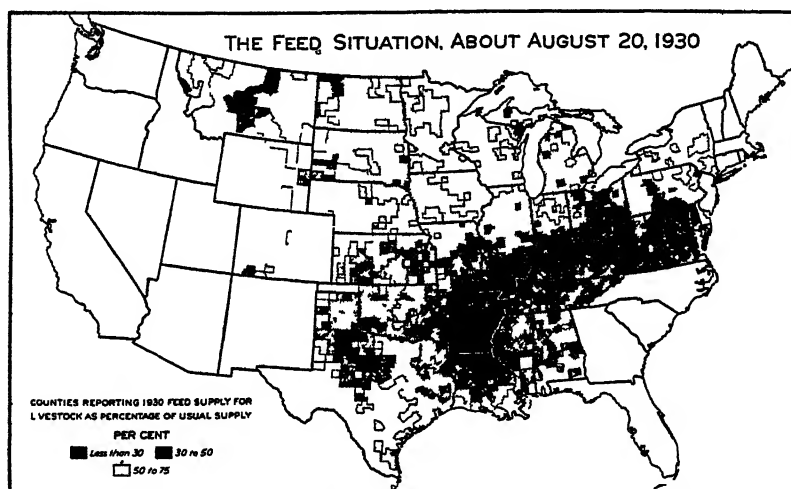 THE FEED SITUATION, ABOUT AUGUST 20, 1930
COUNTIES REPORTING 1930 FEED SUPPLY FOR
L VESTOCK AS PERCENTAGE OF USUAL SUPPLY
PER CENT
Less than 30 30 to 50
50 to 75